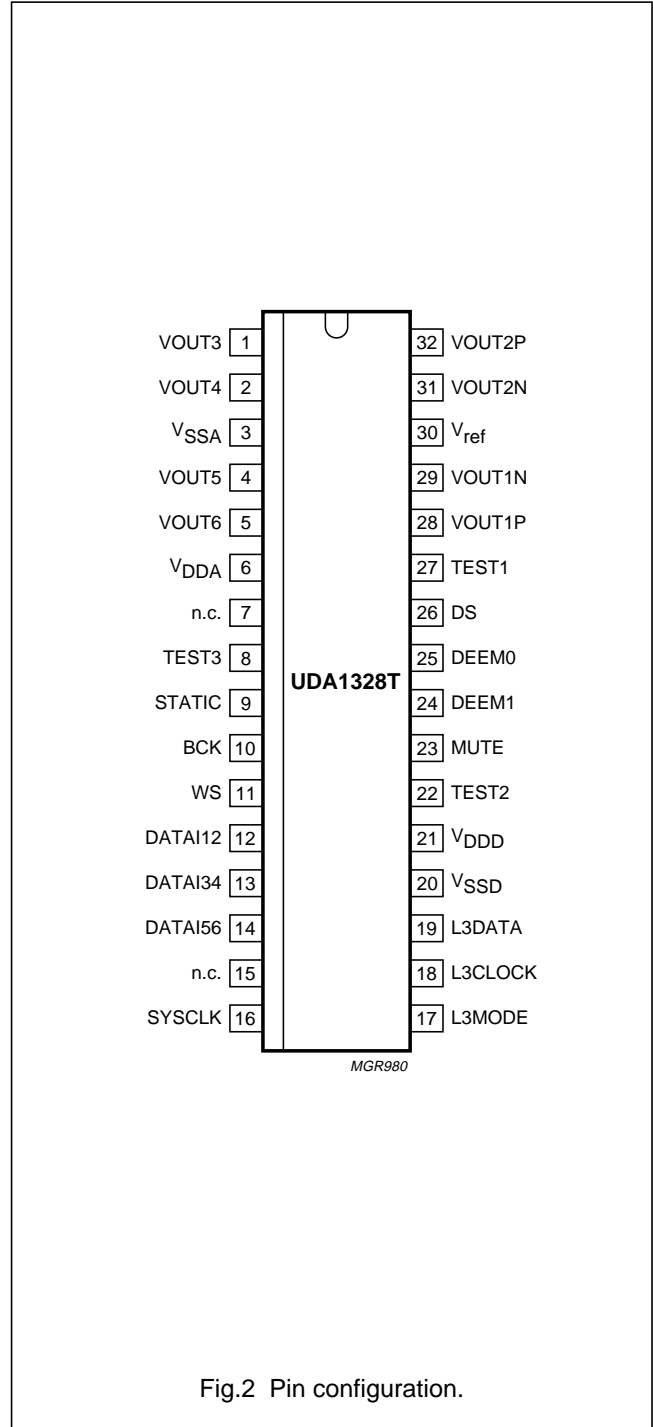 VOUT3 1
VOUT4 2
VSSA 3
VOUT5 4
VOUT6 5
VDDA 6
n.c. 7
TEST3 8
STATIC 9
BCK 10
WS 11
DATAI12 12
DATAI34 13
DATAI56 14
n.c. 15
SYSCLK 16
UDA1328T
32 VOUT2P
31 VOUT2N
30 Vref
29 VOUT1N
28 VOUT1P
27 TEST1
26 DS
25 DEEM0
24 DEEM1
23 MUTE
22 TEST2
21 VDDD
20 VSSD
19 L3DATA
18 L3CLOCK
17 L3MODE
MGR980
Fig.2 Pin configuration.